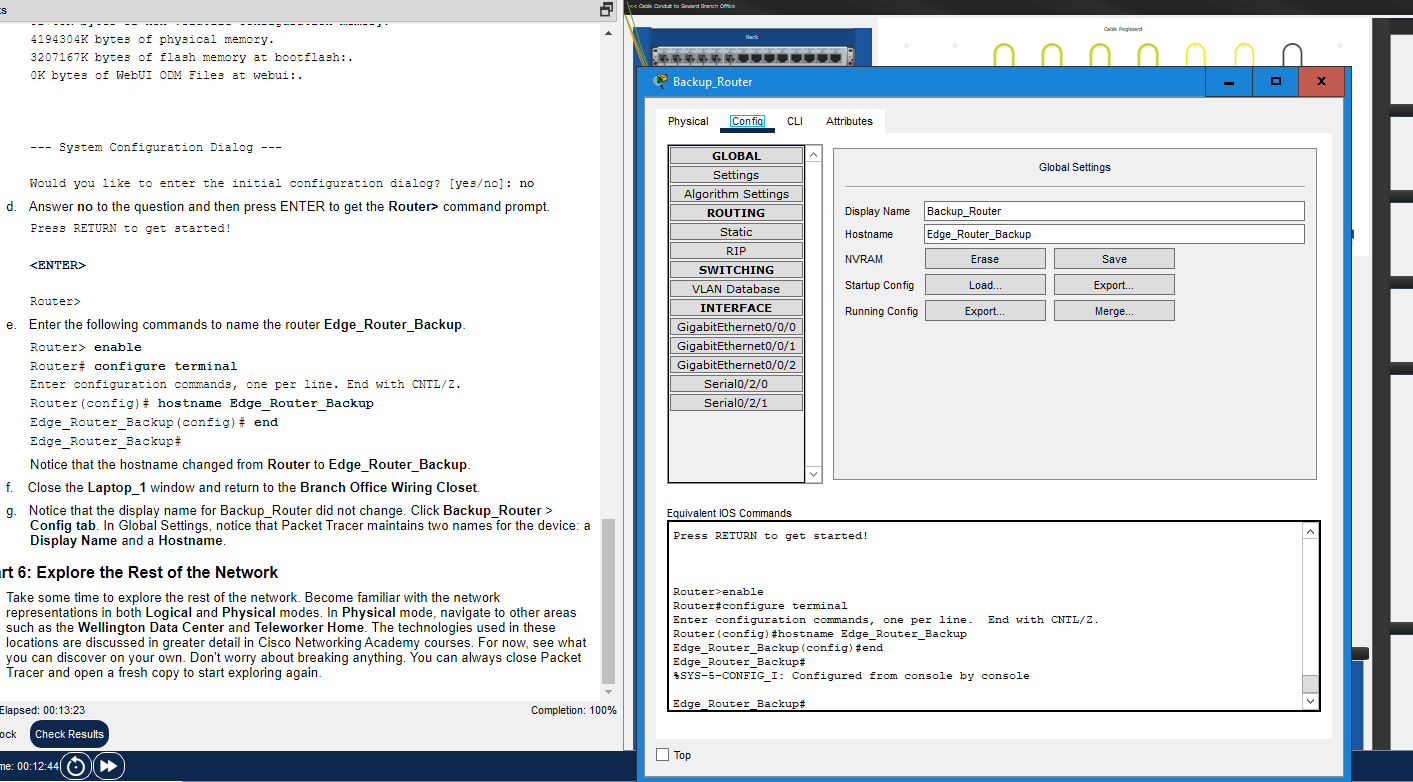 ts
4194304K bytes of physical memory.
3207167K bytes of flash memory at bootflash:.
0K bytes of WebUI ODM Files at webui:.
--- System Configuration Dialog ---
Would you like to enter the initial configuration dialog? [yes/no]: no
d. Answer no to the question and then press ENTER to get the Router> command prompt.
Press RETURN to get started!
<ENTER>
Router>
e. Enter the following commands to name the router Edge_Router_Backup.
Router> enable
Router# configure terminal
Enter configuration commands, one per line. End with CNTL/Z.
Router(config)# hostname Edge_Router_Backup
Edge_Router_Backup(config)# end
Edge_Router_Backup#
Notice that the hostname changed from Router to Edge_Router_Backup.
f. Close the Laptop_1 window and return to the Branch Office Wiring Closet.
g. Notice that the display name for Backup_Router did not change. Click Backup_Router >
Config tab. In Global Settings, notice that Packet Tracer maintains two names for the device: a
Display Name and a Hostname.
rt 6: Explore the Rest of the Network
Take some time to explore the rest of the network. Become familiar with the network
representations in both Logical and Physical modes. In Physical mode, navigate to other areas
such as the Wellington Data Center and Teleworker Home. The technologies used in these
locations are discussed in greater detail in Cisco Networking Academy courses. For now, see what
you can discover on your own. Don't worry about breaking anything. You can always close Packet
Tracer and open a fresh copy to start exploring again.
Elapsed: 00:13:23
Completion: 100%
ock
Check Results
me: 00:12:44
<< Cable Conduit to Seward Branch Office
Rack
Cable Pegboard
Backup_Router
Physical
Config
CLI
Attributes
GLOBAL
Settings
Algorithm Settings
ROUTING
Static
RIP
SWITCHING
VLAN Database
INTERFACE
GigabitEthernet0/0/0
GigabitEthernet0/0/1
GigabitEthernet0/0/2
Serial0/2/0
Serial0/2/1
Global Settings
Display Name Backup_Router
Hostname Edge_Router_Backup
NVRAM Erase Save
Startup Config Load... Export...
Running Config Export... Merge...
Equivalent IOS Commands
Press RETURN to get started!
Router>enable
Router#configure terminal
Enter configuration commands, one per line.  End with CNTL/Z.
Router(config)#hostname Edge_Router_Backup
Edge_Router_Backup(config)#end
Edge_Router_Backup#
%SYS-5-CONFIG_I: Configured from console by console
Edge_Router_Backup#
Top